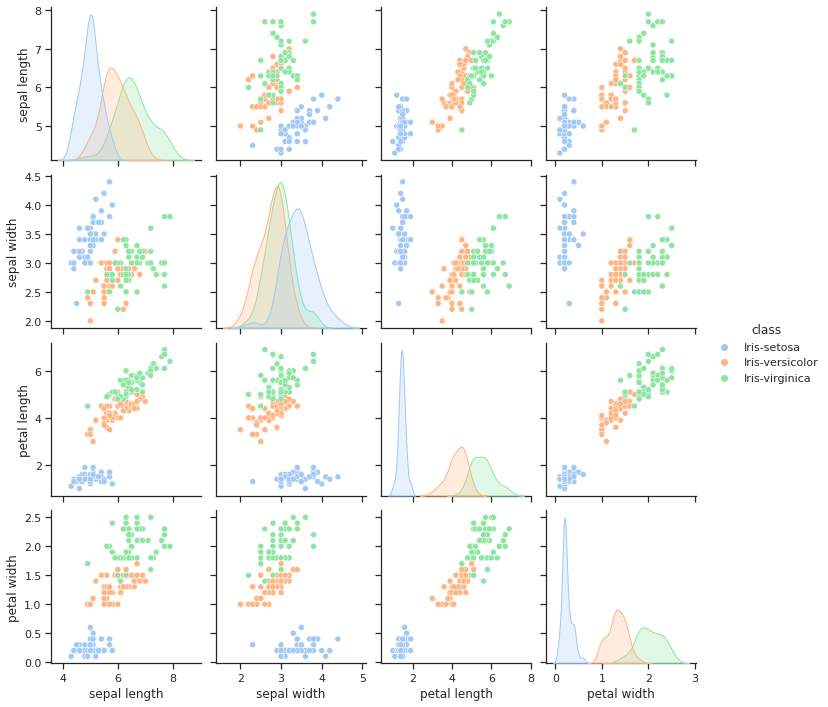 8
7
6
5
sepal length
4.5
4.0
3.5
3.0
2.5
2.0
sepal width
class
Iris-setosa
Iris-versicolor
Iris-virginica
6
4
2
petal length
2.5
2.0
1.5
1.0
0.5
0.0
petal width
4 6 8
sepal length
2 3 4 5
sepal width
2 4 6 8
petal length
0 1 2 3
petal width